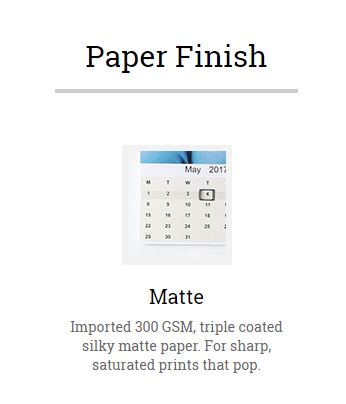 Paper Finish
May 2017
M T W T
1 2 3 4
8 9 10 11
15 16 17 18
22 23 24 25
29 30 31
Matte
Imported 300 GSM, triple coated
silky matte paper. For sharp,
saturated prints that pop.